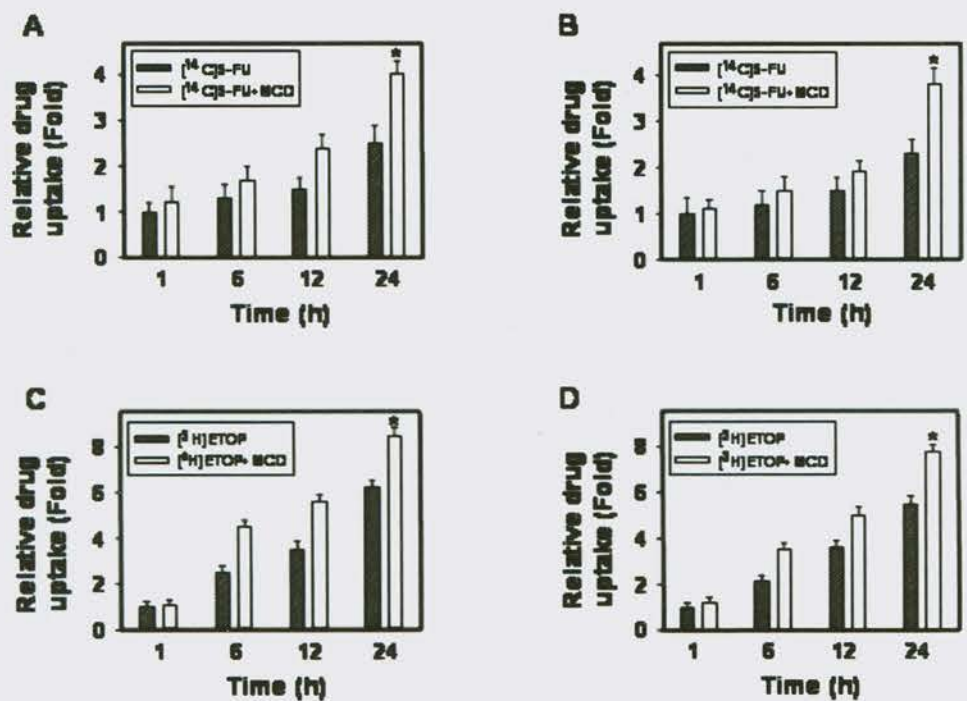 A
Relative drug
uptake (Fold)
4
3
2
1
0
[14C]5-FU
[14C]5-FU+MCD
*
1 6 12 24
Time (h)
B
Relative drug
uptake (Fold)
4
3
2
1
0
[14C]5-FU
[14C]5-FU+MCD
*
1 6 12 24
Time (h)
C
Relative drug
uptake (Fold)
8
6
4
2
0
[3H]ETOP
[3H]ETOP+ MCD
*
1 6 12 24
Time (h)
D
Relative drug
uptake (Fold)
8
6
4
2
0
[3H]ETOP
[3H]ETOP+ MCD
*
1 6 12 24
Time (h)